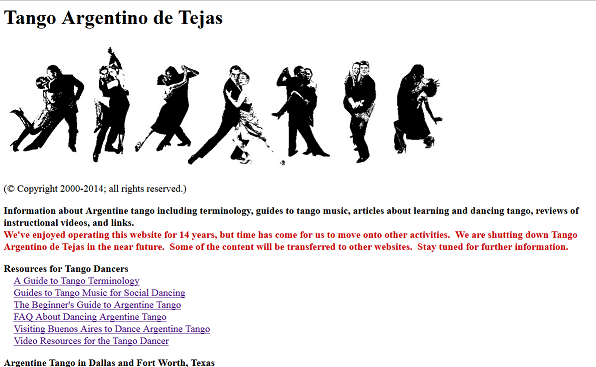 Tango Argentino de Tejas
(© Copyright 2000-2014; all rights reserved.)
Information about Argentine tango including terminology, guides to tango music, articles about learning and dancing tango, reviews of
instructional videos, and links.
We've enjoyed operating this website for 14 years, but time has come for us to move onto other activities.  We are shutting down Tango
Argentino de Tejas in the near future.  Some of the content will be transferred to other websites.  Stay tuned for further information.
Resources for Tango Dancers
A Guide to Tango Terminology
Guides to Tango Music for Social Dancing
The Beginner's Guide to Argentine Tango
FAQ About Dancing Argentine Tango
Visiting Buenos Aires to Dance Argentine Tango
Video Resources for the Tango Dancer
Argentine Tango in Dallas and Fort Worth, Texas